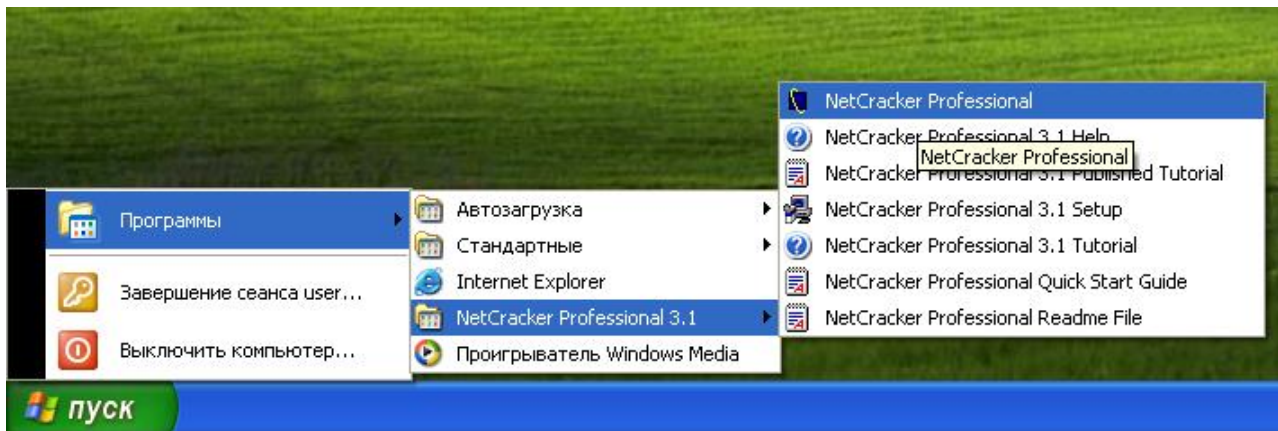 Программы
Завершение сеанса user...
Выключить компьютер...
пуск
Автозагрузка
Стандартные
Internet Explorer
NetCracker Professional 3.1
Проигрыватель Windows Media
NetCracker Professional
NetCracker Professional 3.1 Help
NetCracker Professional
NetCracker Professional 3.1 Published Tutorial
NetCracker Professional 3.1 Setup
NetCracker Professional 3.1 Tutorial
NetCracker Professional Quick Start Guide
NetCracker Professional Readme File